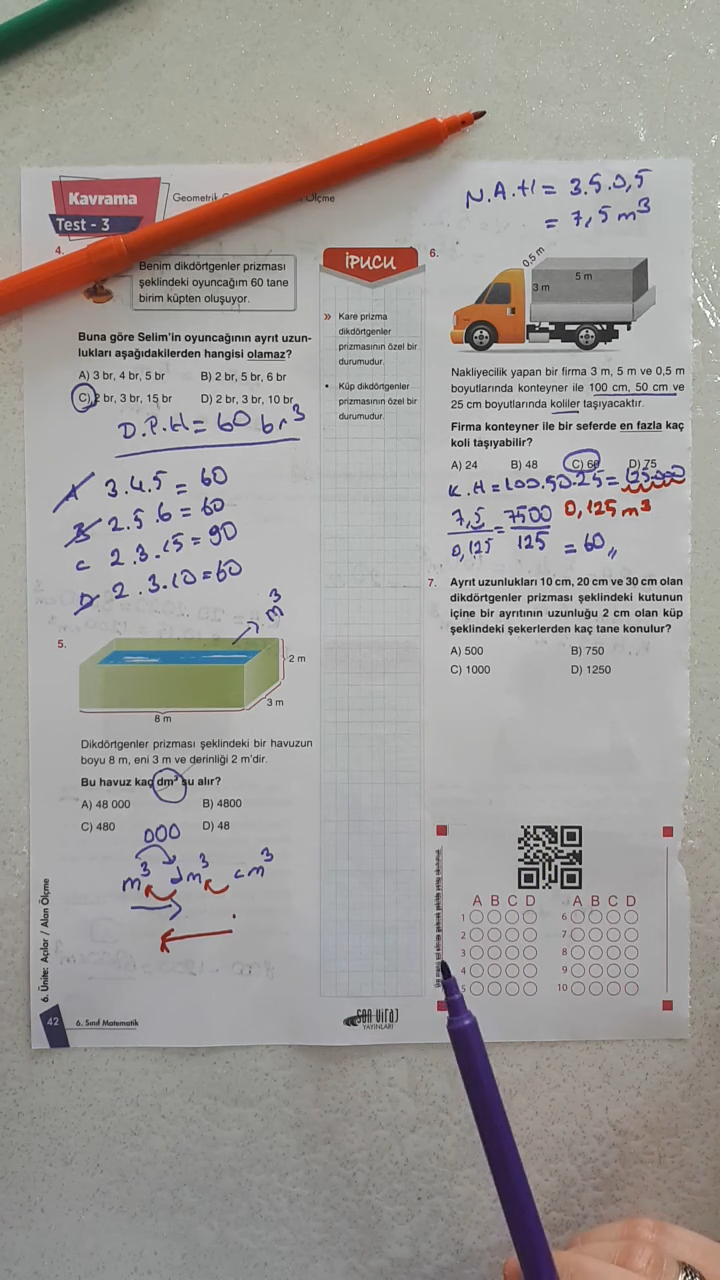 Kavrama
Test - 3
Geometrik
Ölçme
4.
Benim dikdörtgenler prizması
şeklindeki oyuncağım 60 tane
birim küpten oluşuyor.
Buna göre Selim'in oyuncağının ayrıt uzun-
lukları aşağıdakilerden hangisi olamaz?
A) 3 br, 4 br, 5 br
B) 2 br, 5 br, 6 br
C) 2 br, 3 br, 15 br
D) 2 br, 3 br, 10 br
D.P.H = 60 br³
A 3.4.5 = 60
B 2.5.6 = 60
C 2.3.15 = 90
D 2.3.10 = 60
m³
5.
2 m
3 m
8 m
Dikdörtgenler prizması şeklindeki bir havuzun
boyu 8 m, eni 3 m ve derinliği 2 m'dir.
Bu havuz kaç dm³ su alır?
A) 48 000
B) 4800
C) 480
D) 48
000
m³ dm³ cm³
İPUCU
» Kare prizma
dikdörtgenler
prizmasının özel bir
durumudur.
• Küp dikdörtgenler
prizmasının özel bir
durumudur.
N.A.H = 3.5.0,5
= 7,5 m³
6.
0,5 m
5 m
3 m
Nakliyecilik yapan bir firma 3 m, 5 m ve 0,5 m
boyutlarında konteyner ile 100 cm, 50 cm ve
25 cm boyutlarında koliler taşıyacaktır.
Firma konteyner ile bir seferde en fazla kaç
koli taşıyabilir?
A) 24
B) 48
C) 60
D) 75
K.H = 100.50.25 = 125.000
0,125 m³
7,5 / 0,125 = 7500 / 125 = 60
7.
Ayrıt uzunlukları 10 cm, 20 cm ve 30 cm olan
dikdörtgenler prizması şeklindeki kutunun
içine bir ayrıtının uzunluğu 2 cm olan küp
şeklindeki şekerlerden kaç tane konulur?
A) 500
B) 750
C) 1000
D) 1250
A B C D
1
2
3
4
5
A B C D
6
7
8
9
10
6. Ünite: Açılar / Alan Ölçme
42
6. Sınıf Matematik
SON VİRAJ
YAYINLARI